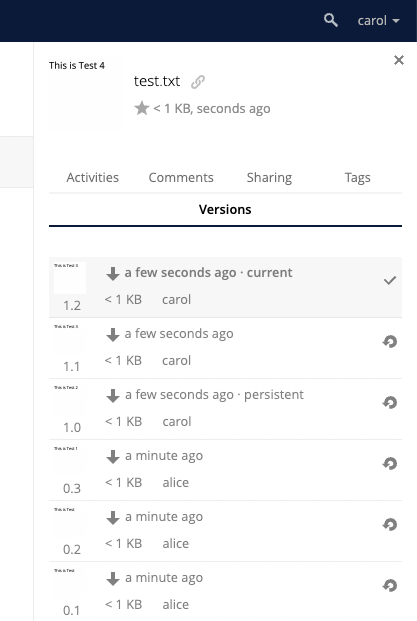 carol
This is Test 4
test.txt
< 1 KB, seconds ago
Activities Comments Sharing Tags
Versions
a few seconds ago · current
1.2 < 1 KB carol
This is Test 3
a few seconds ago
1.1 < 1 KB carol
This is Test 2
a few seconds ago · persistent
1.0 < 1 KB carol
This is Test 1
a minute ago
0.3 < 1 KB alice
This is Test
a minute ago
0.2 < 1 KB alice
This is Test
a minute ago
0.1 < 1 KB alice